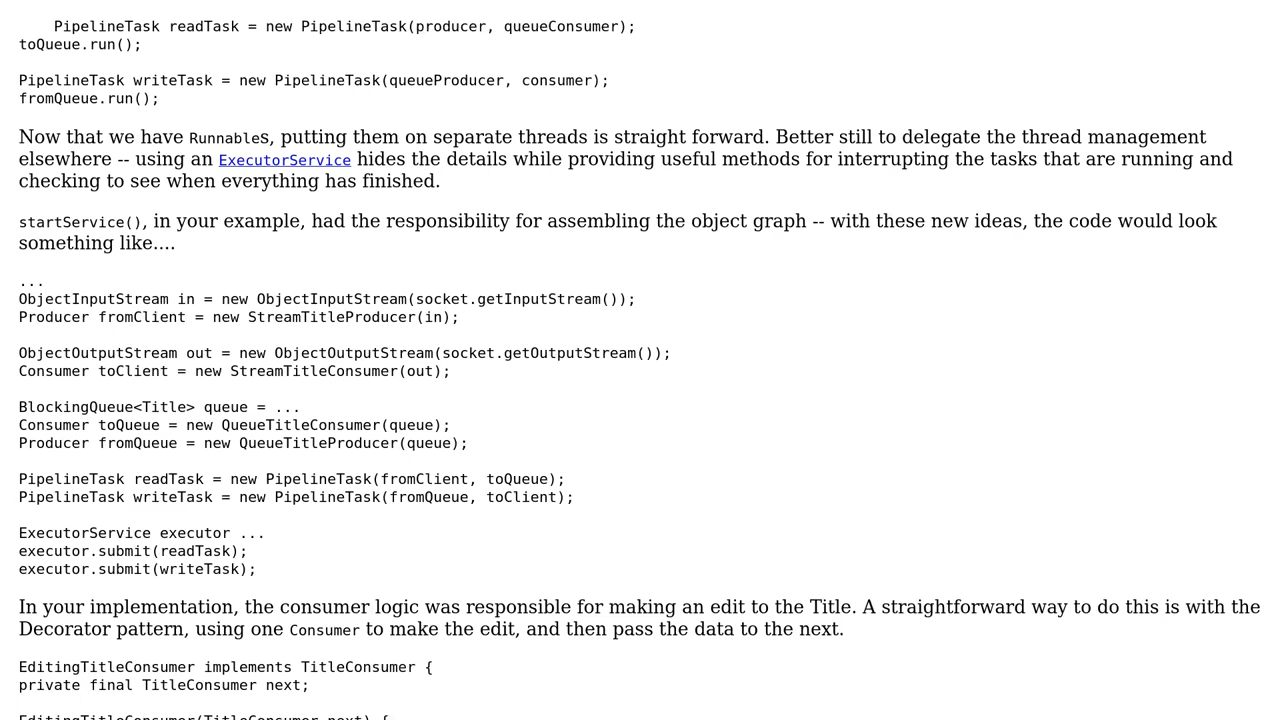 PipelineTask readTask = new PipelineTask(producer, queueConsumer);
toQueue.run();
PipelineTask writeTask = new PipelineTask(queueProducer, consumer);
fromQueue.run();
Now that we have Runnables, putting them on separate threads is straight forward. Better still to delegate the thread management
elsewhere -- using an ExecutorService hides the details while providing useful methods for interrupting the tasks that are running and
checking to see when everything has finished.
startService(), in your example, had the responsibility for assembling the object graph -- with these new ideas, the code would look
something like....
...
ObjectInputStream in = new ObjectInputStream(socket.getInputStream());
Producer fromClient = new StreamTitleProducer(in);
ObjectOutputStream out = new ObjectOutputStream(socket.getOutputStream());
Consumer toClient = new StreamTitleConsumer(out);
BlockingQueue<Title> queue = ...
Consumer toQueue = new QueueTitleConsumer(queue);
Producer fromQueue = new QueueTitleProducer(queue);
PipelineTask readTask = new PipelineTask(fromClient, toQueue);
PipelineTask writeTask = new PipelineTask(fromQueue, toClient);
ExecutorService executor ...
executor.submit(readTask);
executor.submit(writeTask);
In your implementation, the consumer logic was responsible for making an edit to the Title. A straightforward way to do this is with the
Decorator pattern, using one Consumer to make the edit, and then pass the data to the next.
EditingTitleConsumer implements TitleConsumer {
private final TitleConsumer next;
EditingTitleConsumer(TitleConsumer next) {